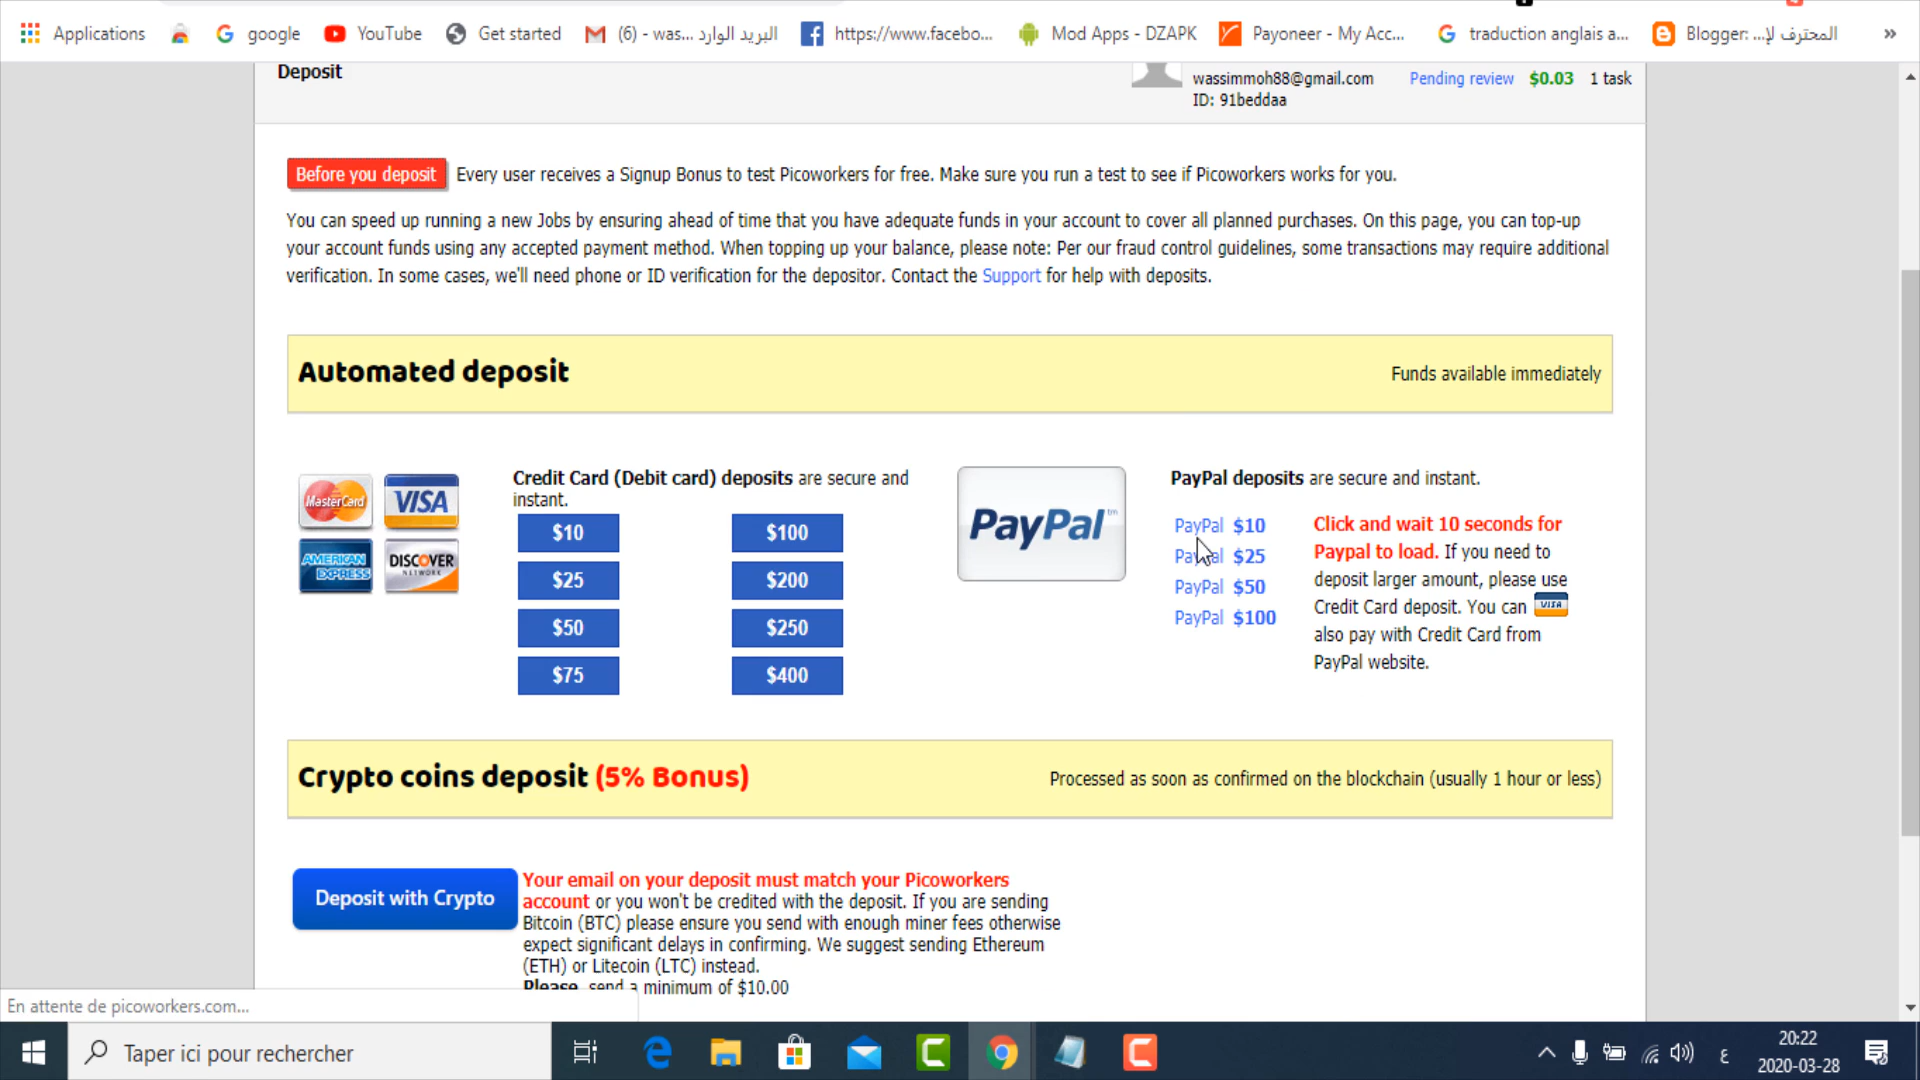 Applications google YouTube Get started (6) - was... البريد الوارد https://www.facebo... Mod Apps - DZAPK Payoneer - My Acc... traduction anglais a... Blogger: ...المحترف لإ »
Deposit
wassimmoh88@gmail.com Pending review $0.03 1 task
ID: 91beddaa
Before you deposit Every user receives a Signup Bonus to test Picoworkers for free. Make sure you run a test to see if Picoworkers works for you.
You can speed up running a new Jobs by ensuring ahead of time that you have adequate funds in your account to cover all planned purchases. On this page, you can top-up
your account funds using any accepted payment method. When topping up your balance, please note: Per our fraud control guidelines, some transactions may require additional
verification. In some cases, we'll need phone or ID verification for the depositor. Contact the Support for help with deposits.
Automated deposit Funds available immediately
MasterCard VISA
AMERICAN EXPRESS DISCOVER NETWORK
Credit Card (Debit card) deposits are secure and
instant.
$10 $100
$25 $200
$50 $250
$75 $400
PayPal™
PayPal deposits are secure and instant.
PayPal $10
PayPal $25
PayPal $50
PayPal $100
Click and wait 10 seconds for
Paypal to load. If you need to
deposit larger amount, please use
Credit Card deposit. You can VISA
also pay with Credit Card from
PayPal website.
Crypto coins deposit (5% Bonus) Processed as soon as confirmed on the blockchain (usually 1 hour or less)
Deposit with Crypto
Your email on your deposit must match your Picoworkers
account or you won't be credited with the deposit. If you are sending
Bitcoin (BTC) please ensure you send with enough miner fees otherwise
expect significant delays in confirming. We suggest sending Ethereum
(ETH) or Litecoin (LTC) instead.
Please send a minimum of $10.00
En attente de picoworkers.com...
Taper ici pour rechercher
ع
20:22
2020-03-28